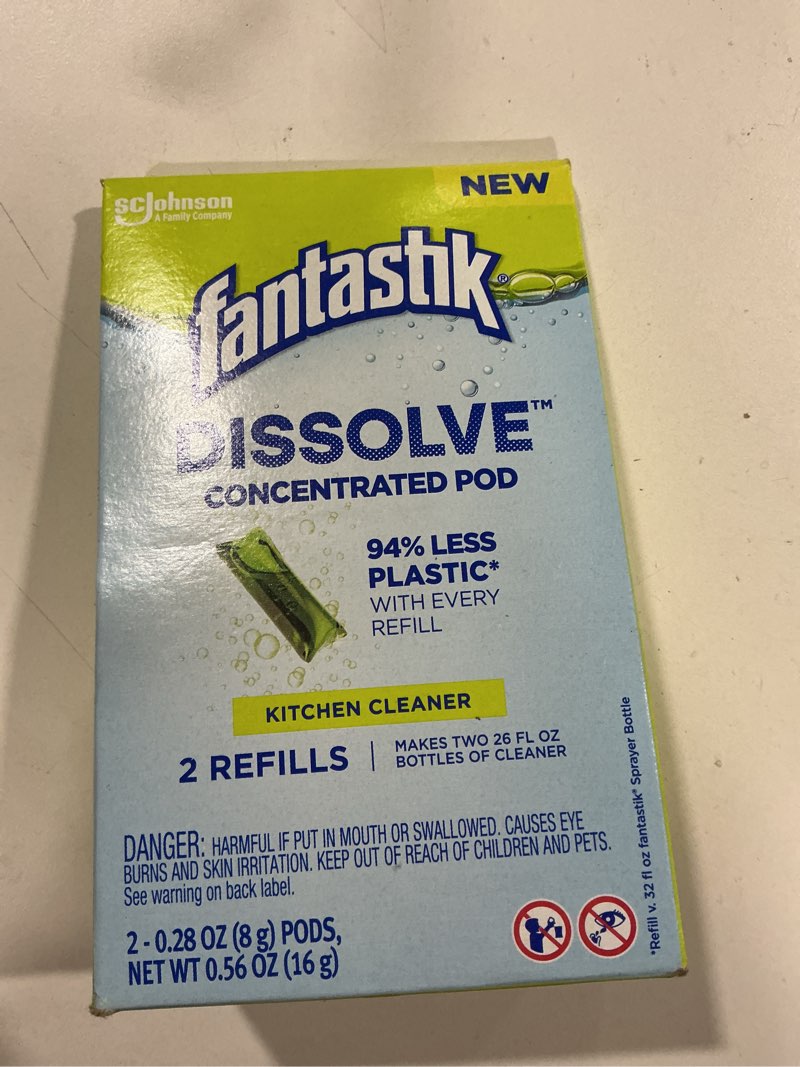 SCJohnson
A Family Company
NEW
fantastik®
DISSOLVE™
CONCENTRATED POD
94% LESS
PLASTIC*
WITH EVERY
REFILL
KITCHEN CLEANER
2 REFILLS
MAKES TWO 26 FL OZ
BOTTLES OF CLEANER
DANGER: HARMFUL IF PUT IN MOUTH OR SWALLOWED. CAUSES EYE
BURNS AND SKIN IRRITATION. KEEP OUT OF REACH OF CHILDREN AND PETS.
See warning on back label.
2 - 0.28 OZ (8 g) PODS,
NET WT 0.56 OZ (16 g)
*Refill v. 32 fl oz fantastik® Sprayer Bottle